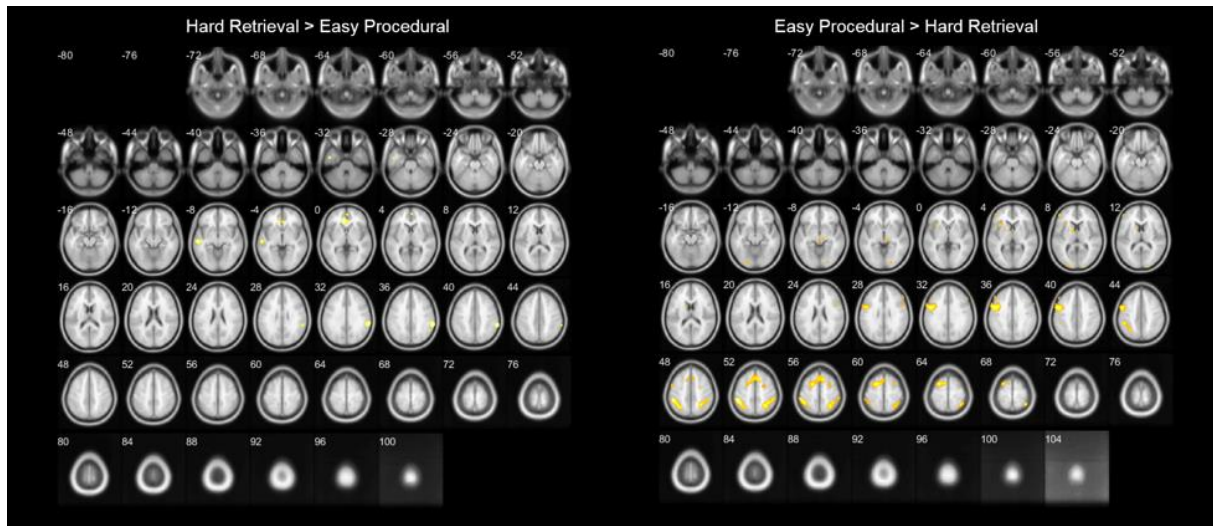 Hard Retrieval > Easy Procedural
-80 -76 -72 -68 -64 -60 -56 -52
-48 -44 -40 -36 -32 -28 -24 -20
-16 -12 -8 -4 0 4 8 12
16 20 24 28 32 36 40 44
48 52 56 60 64 68 72 76
80 84 88 92 96 100
Easy Procedural > Hard Retrieval
-80 -76 -72 -68 -64 -60 -56 -52
-48 -44 -40 -36 -32 -28 -24 -20
-16 -12 -8 -4 0 4 8 12
16 20 24 28 32 36 40 44
48 52 56 60 64 68 72 76
80 84 88 92 96 100 104